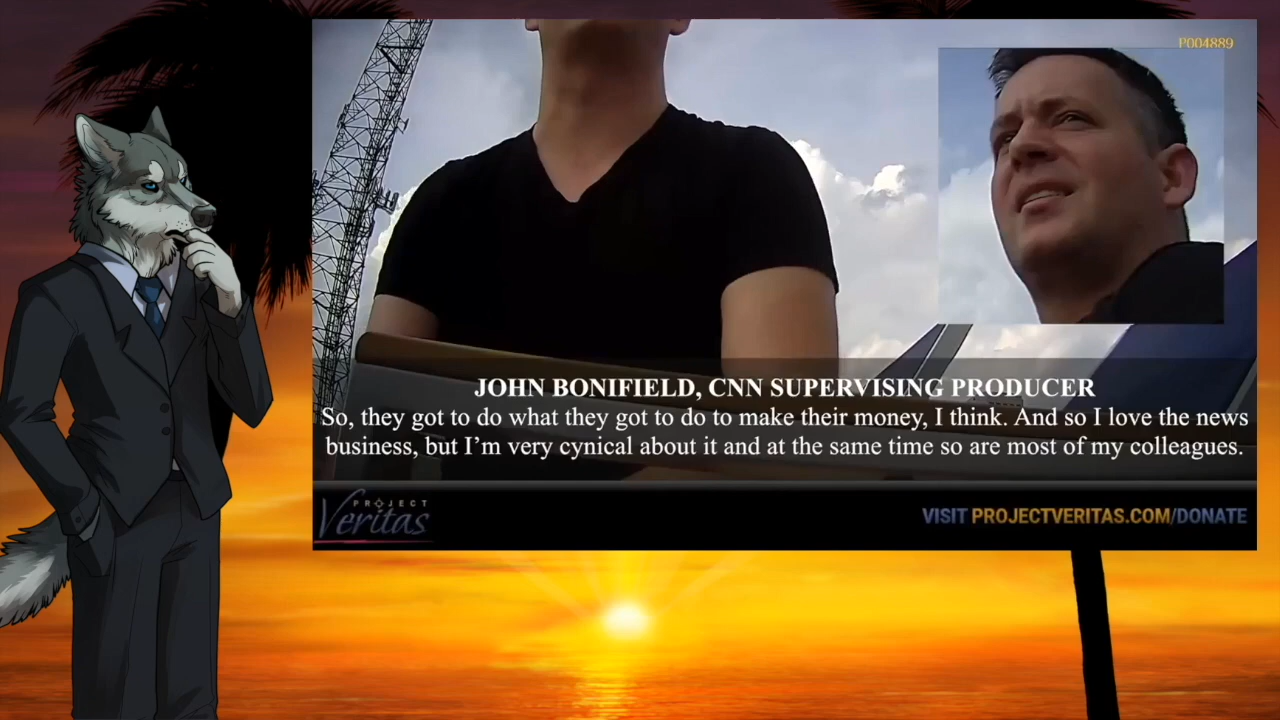 P004889
JOHN BONIFIELD, CNN SUPERVISING PRODUCER
So, they got to do what they got to do to make their money, I think. And so I love the news
business, but I’m very cynical about it and at the same time so are most of my colleagues.
PROJECT
Veritas
VISIT PROJECTVERITAS.COM/DONATE